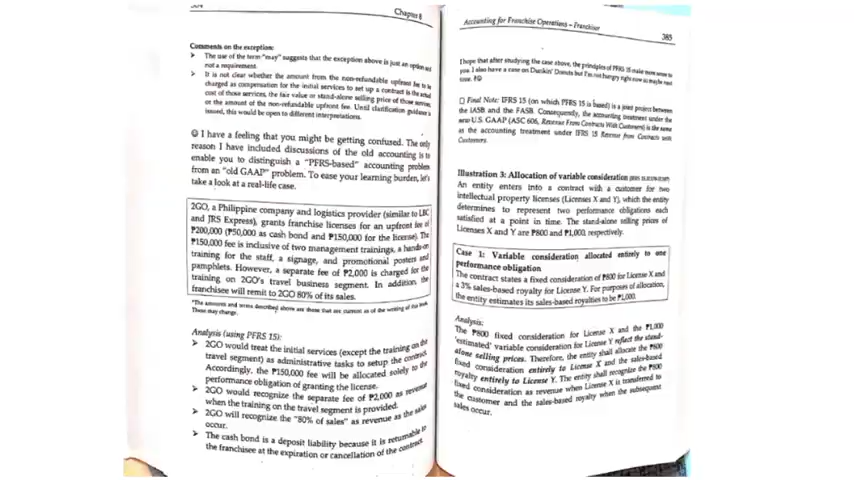 Chapter 8
Comments on the exception:
➤ The use of the term "may" suggests that the exception above is just an option not
not a requirement.
➤ It is not clear whether the amount from the non-refundable upfront fee to be
charged as compensation for the initial services to set up a contract is the actual
cost of those services, the fair value or stand-alone selling price of those services,
or the amount of the non-refundable upfront fee. Until clarification guidance is
issued, this would be open to different interpretations.
☺ I have a feeling that you might be getting confused. The only
reason I have included discussions of the old accounting is to
enable you to distinguish a "PFRS-based" accounting problem
from an "old GAAP" problem. To ease your learning burden, let's
take a look at a real-life case.
2GO, a Philippine company and logistics provider (similar to LBC
and JRS Express), grants franchise licenses for an upfront fee of
₱200,000 (₱50,000 as cash bond and ₱150,000 for the license). The
₱150,000 fee is inclusive of two management trainings, a hands-on
training for the staff, a signage, and promotional posters and
pamphlets. However, a separate fee of ₱2,000 is charged for the
training on 2GO's travel business segment. In addition, the
franchisee will remit to 2GO 80% of its sales.
*The amounts and terms described above are those that are current as of the writing of this book.
These may change.
Analysis (using PFRS 15):
➤ 2GO would treat the initial services (except the training on the
travel segment) as administrative tasks to setup the contract.
Accordingly, the ₱150,000 fee will be allocated solely to the
performance obligation of granting the license.
➤ 2GO would recognize the separate fee of ₱2,000 as revenue
when the training on the travel segment is provided.
➤ 2GO will recognize the "80% of sales" as revenue as the sales
occur.
➤ The cash bond is a deposit liability because it is returnable to
the franchisee at the expiration or cancellation of the contract.
Accounting for Franchise Operations – Franchisor
385
I hope that after studying the case above, the principles of PFRS 15 make more sense to
you. I also have a case on Dunkin' Donuts but I'm not hungry right now so maybe next
time. ☺
Final Note: IFRS 15 (on which PFRS 15 is based) is a joint project between
the IASB and the FASB. Consequently, the accounting treatment under the
new U.S. GAAP (ASC 606, Revenue From Contracts With Customers) is the same
as the accounting treatment under IFRS 15 Revenue from Contracts with
Customers.
Illustration 3: Allocation of variable consideration
An entity enters into a contract with a customer for two
intellectual property licenses (Licenses X and Y), which the entity
determines to represent two performance obligations each
satisfied at a point in time. The stand-alone selling prices of
Licenses X and Y are ₱800 and ₱1,000, respectively.
Case 1: Variable consideration allocated entirely to one
performance obligation
The contract states a fixed consideration of ₱800 for License X and
a 3% sales-based royalty for License Y. For purposes of allocation,
the entity estimates its sales-based royalties to be ₱1,000.
Analysis:
The ₱800 fixed consideration for License X and the ₱1,000
'estimated' variable consideration for License Y reflect the stand-
alone selling prices. Therefore, the entity shall allocate the ₱800
fixed consideration entirely to License X and the sales-based
royalty entirely to License Y. The entity shall recognize the ₱800
fixed consideration as revenue when License X is transferred to
the customer and the sales-based royalty when the subsequent
sales occur.